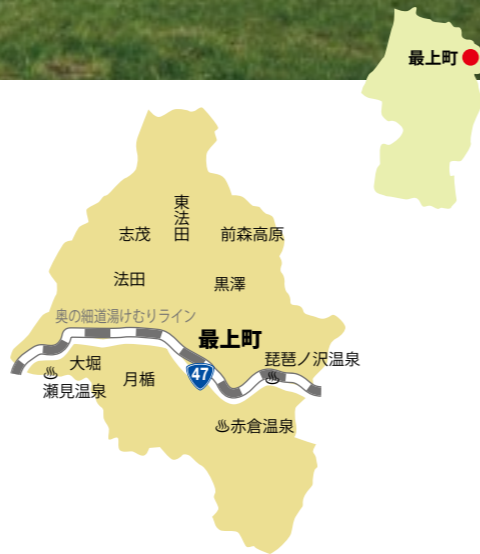 最上町
東法田
志茂
前森高原
法田
黒澤
奥の細道湯けむりライン
最上町
琵琶ノ沢温泉
大堀
月楯
47
瀬見温泉
赤倉温泉